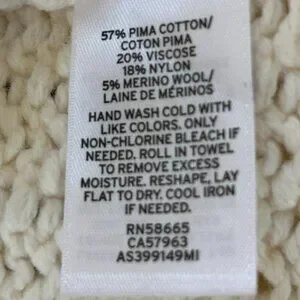 57% PIMA COTTON/
COTON PIMA
20% VISCOSE
18% NYLON
5% MERINO WOOL/
LAINE DE MÉRINOS
HAND WASH COLD WITH
LIKE COLORS. ONLY
NON-CHLORINE BLEACH IF
NEEDED. ROLL IN TOWEL
TO REMOVE EXCESS
MOISTURE. RESHAPE, LAY
FLAT TO DRY. COOL IRON
IF NEEDED.
RN58665
CA57963
AS399149MI